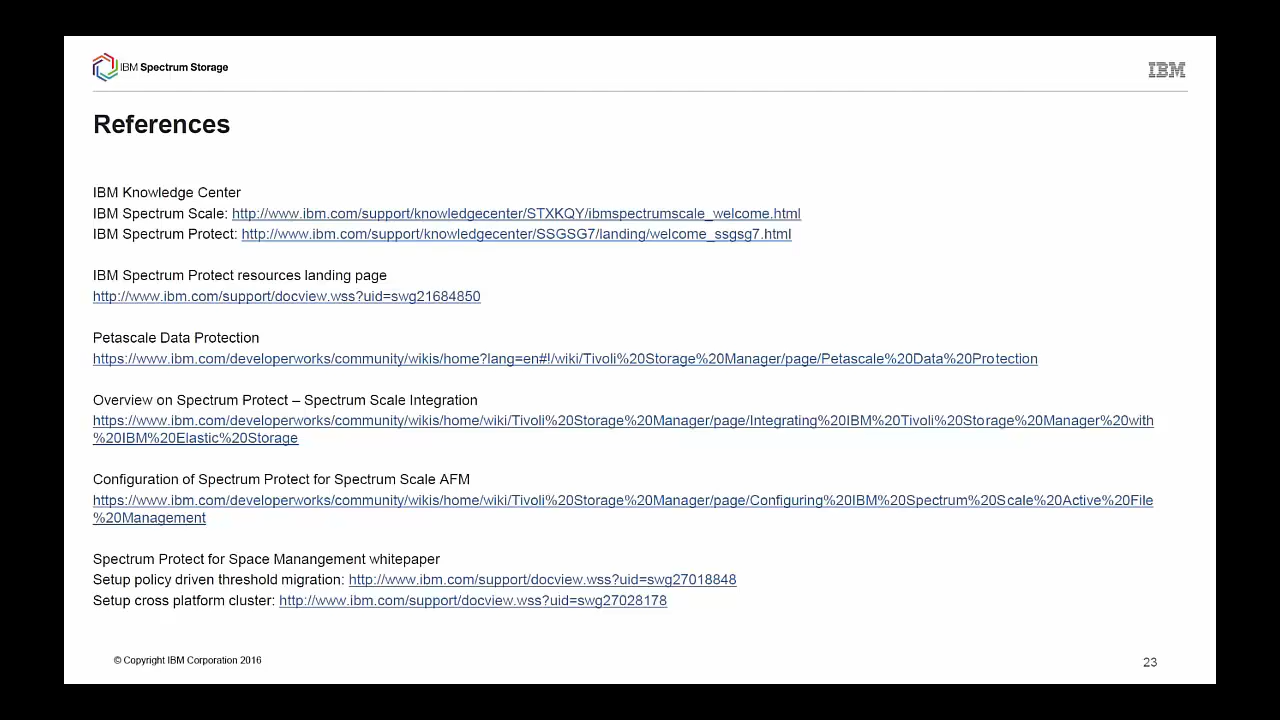 IBM Spectrum Storage
IBM
References
IBM Knowledge Center
IBM Spectrum Scale: http://www.ibm.com/support/knowledgecenter/STXKQY/ibmspectrumscale_welcome.html
IBM Spectrum Protect: http://www.ibm.com/support/knowledgecenter/SSGSG7/landing/welcome_ssgsg7.html
IBM Spectrum Protect resources landing page
http://www.ibm.com/support/docview.wss?uid=swg21684850
Petascale Data Protection
https://www.ibm.com/developerworks/community/wikis/home?lang=en#!/wiki/Tivoli%20Storage%20Manager/page/Petascale%20Data%20Protection
Overview on Spectrum Protect – Spectrum Scale Integration
https://www.ibm.com/developerworks/community/wikis/home/wiki/Tivoli%20Storage%20Manager/page/Integrating%20IBM%20Tivoli%20Storage%20Manager%20with
%20IBM%20Elastic%20Storage
Configuration of Spectrum Protect for Spectrum Scale AFM
https://www.ibm.com/developerworks/community/wikis/home/wiki/Tivoli%20Storage%20Manager/page/Configuring%20IBM%20Spectrum%20Scale%20Active%20File
%20Management
Spectrum Protect for Space Manangement whitepaper
Setup policy driven threshold migration: http://www.ibm.com/support/docview.wss?uid=swg27018848
Setup cross platform cluster: http://www.ibm.com/support/docview.wss?uid=swg27028178
© Copyright IBM Corporation 2016
23